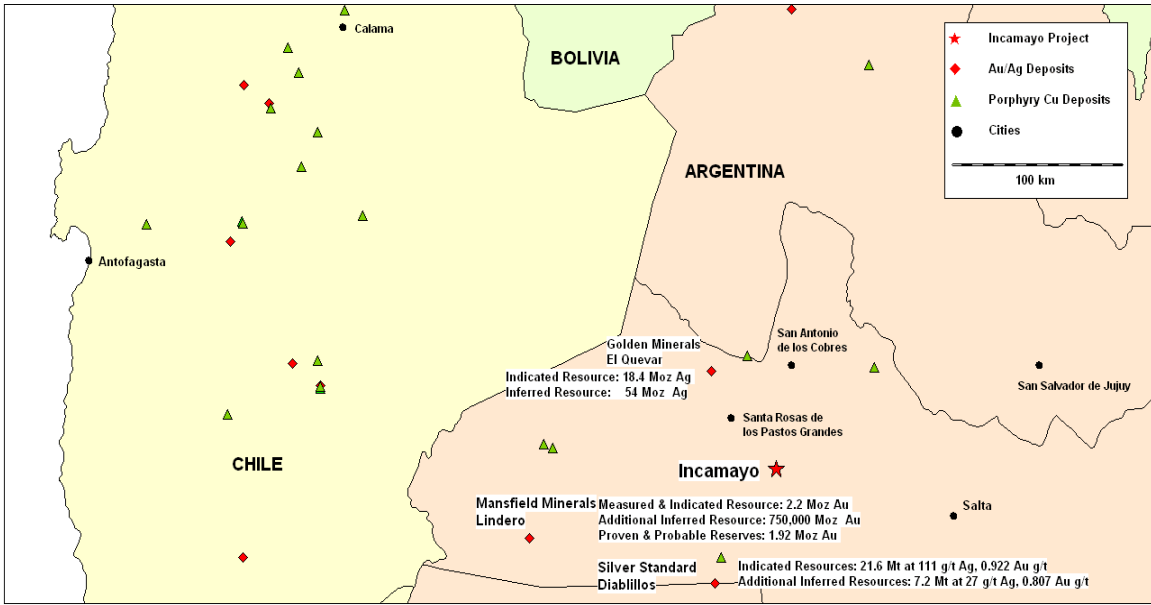 Calama
BOLIVIA
Incamayo Project
Au/Ag Deposits
Porphyry Cu Deposits
Cities
100 km
ARGENTINA
Antofagasta
San Antonio
de los Cobres
Golden Minerals
El Quevar
Indicated Resource: 18.4 Moz Ag
Inferred Resource: 54 Moz Ag
San Salvador de Jujuy
Santa Rosas de
los Pastos Grandes
CHILE
Incamayo
Mansfield Minerals
Lindero
Measured & Indicated Resource: 2.2 Moz Au
Additional Inferred Resource: 750,000 Moz Au
Proven & Probable Reserves: 1.92 Moz Au
Salta
Silver Standard
Diablillos
Indicated Resources: 21.6 Mt at 111 g/t Ag, 0.922 Au g/t
Additional Inferred Resources: 7.2 Mt at 27 g/t Ag, 0.807 Au g/t